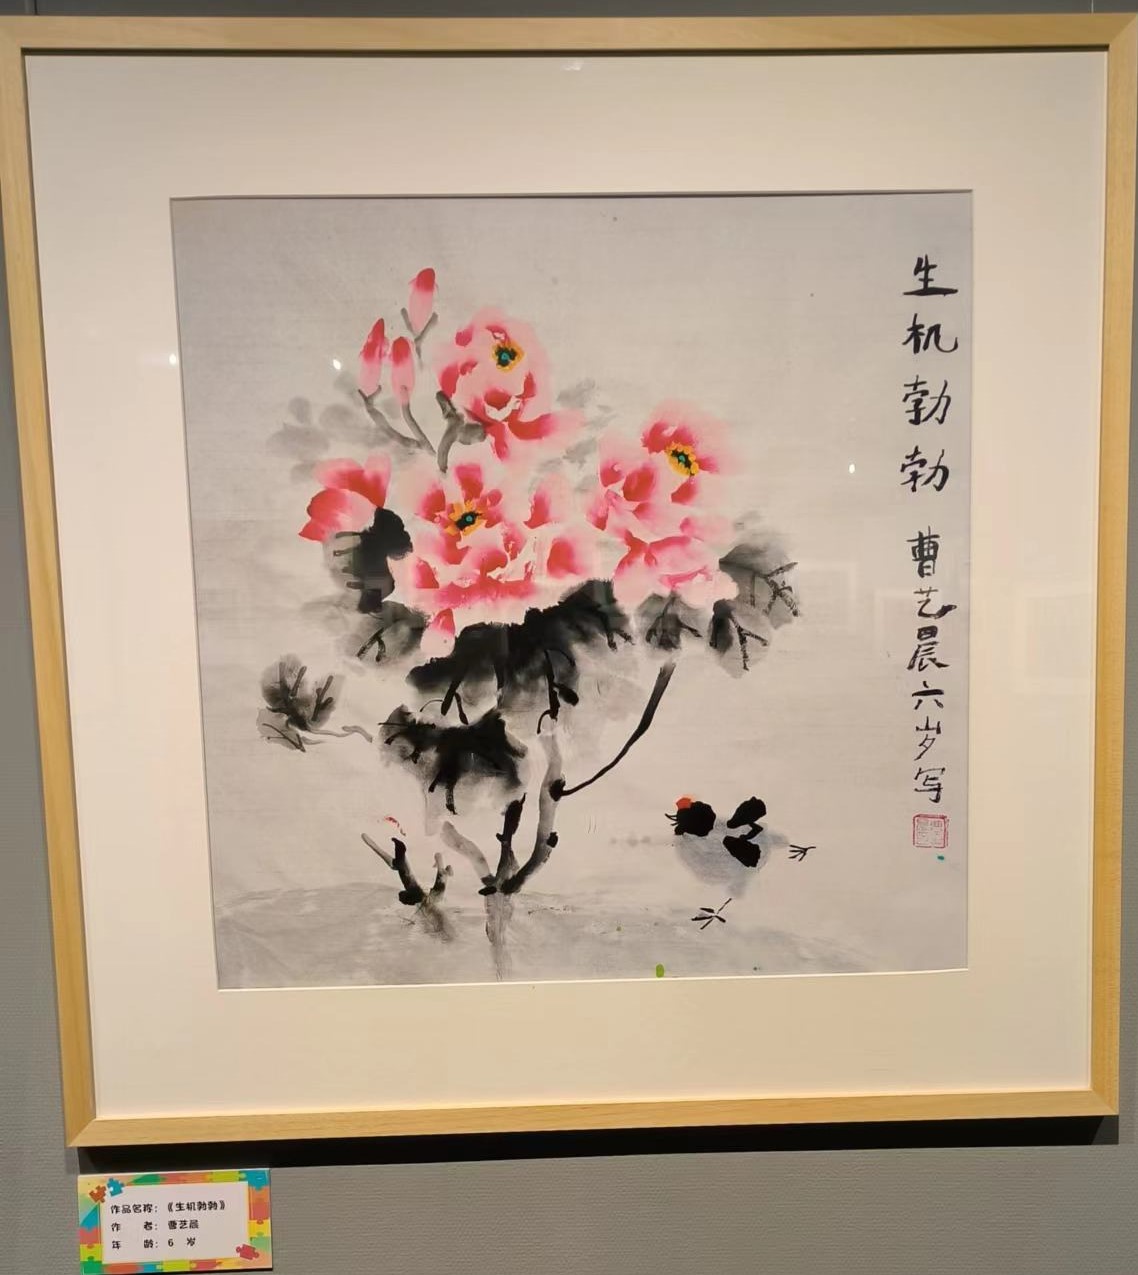 生机勃勃 曹艺晨六岁写
作品名称：《生机勃勃》
作 者：曹艺晨
年 龄：6 岁